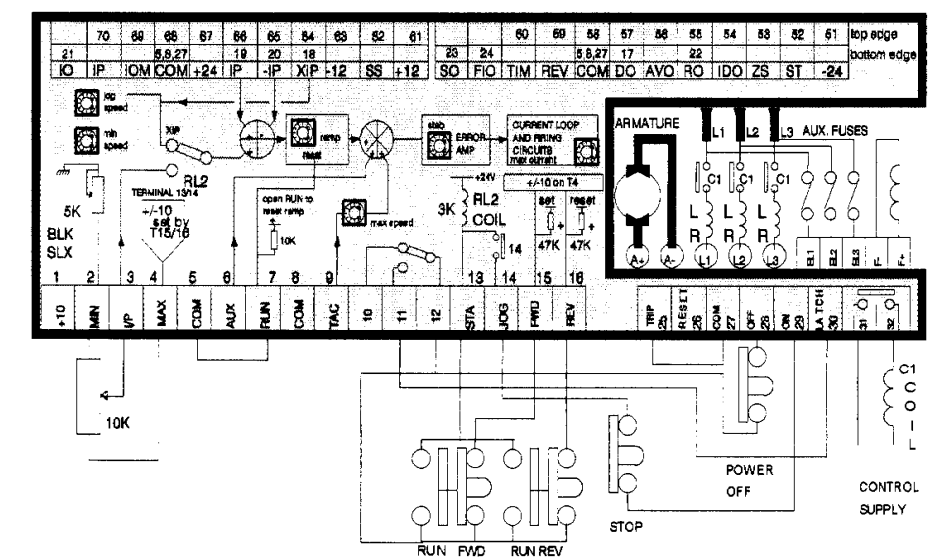 70 69 68 67 66 65 64 63 62 61 60 59 58 57 56 55 54 53 52 51 top edge
21 5,8,27 19 20 18 23 24 5,8,27 17 22 bottom edge
IO IP IOM COM +24 IP -IP XIP -12 SS +12 SO FIO TIM REV COM DO AVO RO IDO ZS ST -24
jog
speed
min
speed
XIP
RL2
ramp
reset
stab
ERROR
AMP
CURRENT LOOP
AND FIRING
CIRCUITS
max current
ARMATURE
L1 L2 L3 AUX. FUSES
C1 C1 C1
L L L
R R R
TERMINAL 13/14
+/-10
set by
T15/16
5K
BLK
SLX
open RUN to
reset ramp
10K
max speed
+24V
3K
RL2
COIL
14
+/-10 on T4
set reset
+ +
47K 47K
A+ A- L1 L2 L3
EL1 EL2 EL3 F- F+
1 2 3 4 5 6 7 8 9 13 14 15 16
+10 MIN I/P MAX COM AUX RUN COM TAC 10 11 12 STA JOG FWD REV
TRIP 25
RESET 26
COM 27
OFF 28
ON 29
LATCH 30
31
32
10K
C1
COIL
POWER
OFF
CONTROL
SUPPLY
STOP
RUN FWD RUN REV